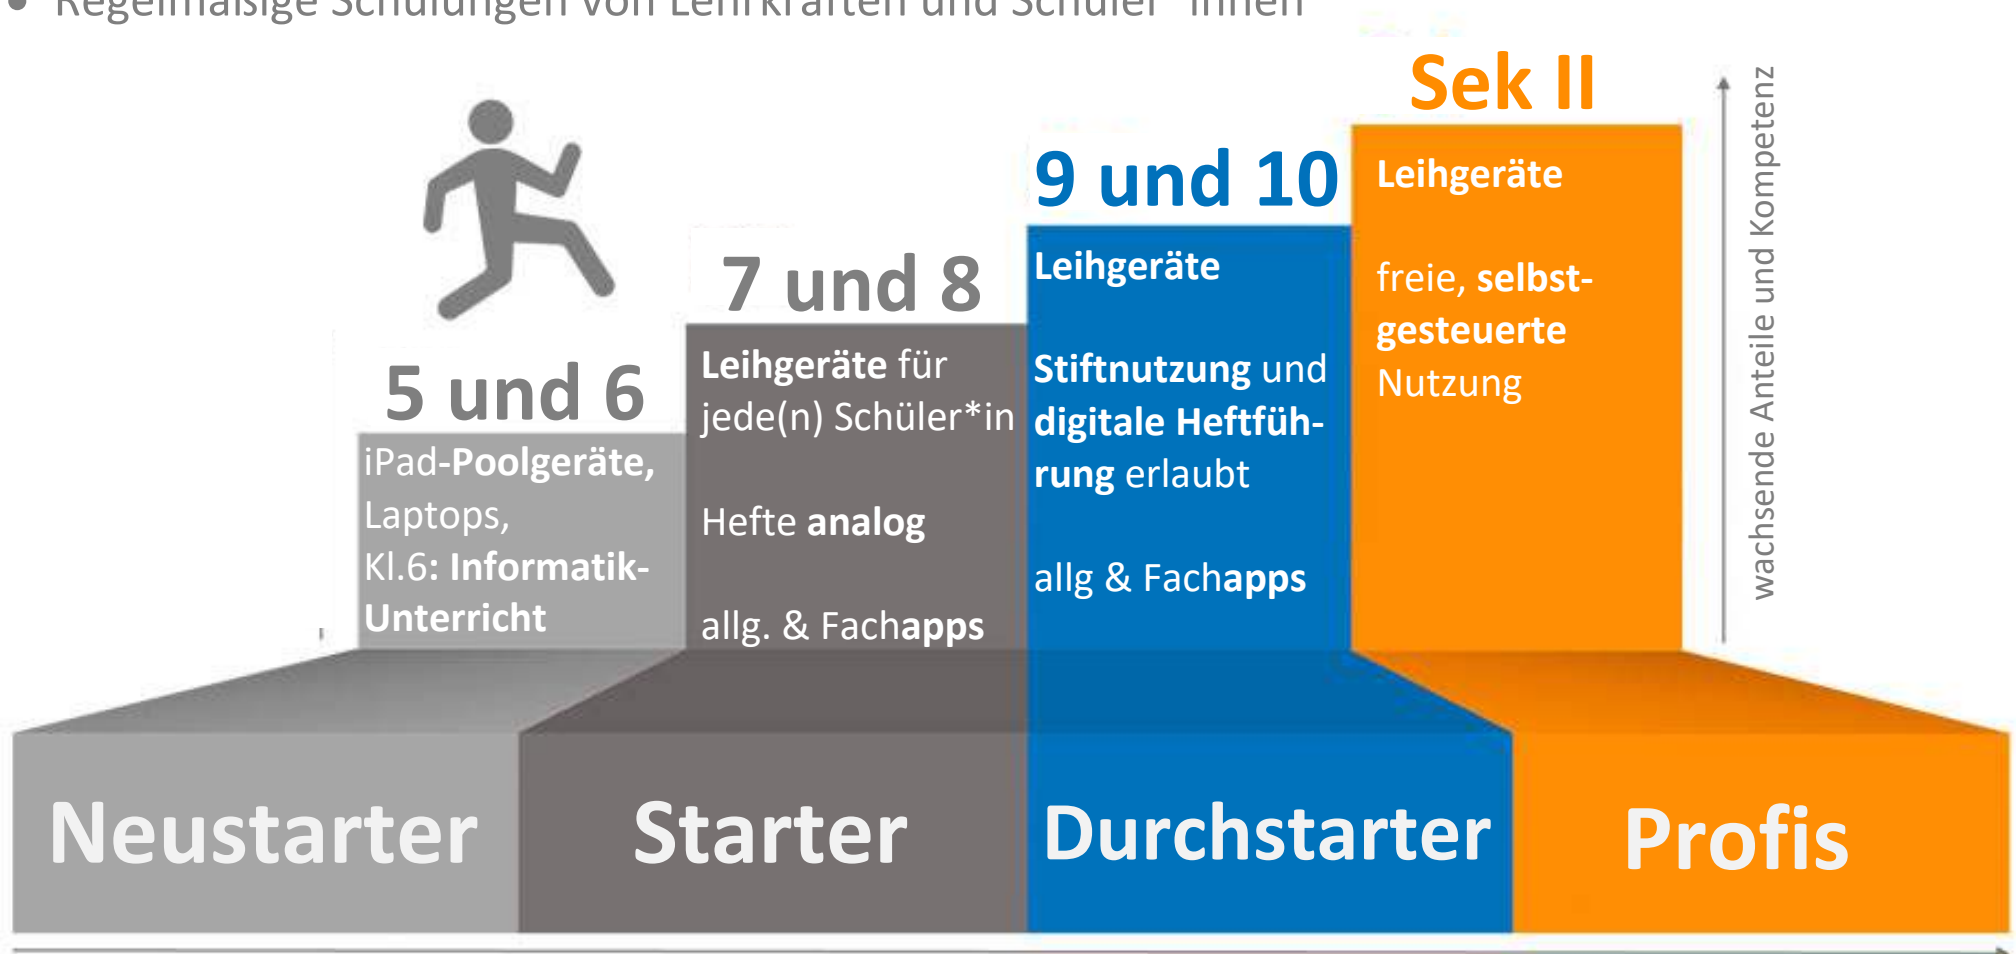 • Regelmäßige Schulungen von Lehrkräften und Schüler*innen
Sek II
9 und 10
7 und 8
5 und 6
iPad-Poolgeräte,
Laptops,
Kl.6: Informatik-
Unterricht
Leihgeräte für
jede(n) Schüler*in
Hefte analog
allg. & Fachapps
Leihgeräte
Stiftnutzung und
digitale Heftfüh-
rung erlaubt
allg & Fachapps
Leihgeräte
freie, selbst-
gesteuerte
Nutzung
wachsende Anteile und Kompetenz
Neustarter
Starter
Durchstarter
Profis